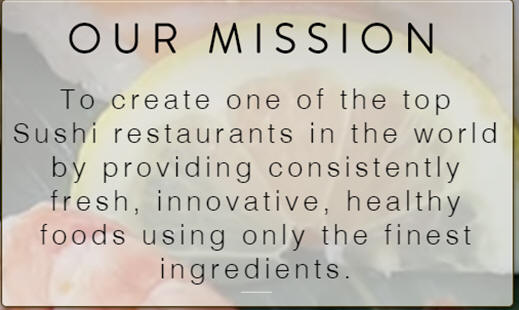 OUR MISSION
To create one of the top
Sushi restaurants in the world
by providing consistently
fresh, innovative, healthy
foods using only the finest
ingredients.